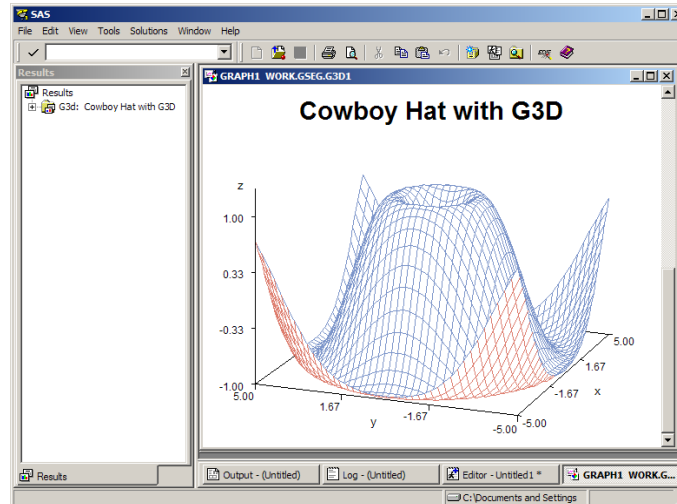 SAS
File Edit View Tools Solutions Window Help
Results
Results
G3d: Cowboy Hat with G3D
GRAPH1 WORK.GSEG.G3D1
Cowboy Hat with G3D
z
1.00
0.33
-0.33
-1.00
5.00
1.67
y
-1.67
-5.00
-5.00
-1.67
x
1.67
5.00
Results
Output - (Untitled)
Log - (Untitled)
Editor - Untitled1 *
GRAPH1 WORK.G...
C:\Documents and Settings